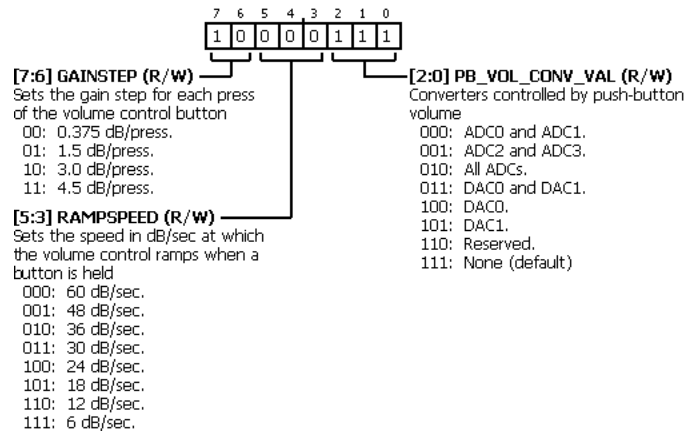 7 6 5 4 3 2 1 0
1 0 0 0 0 1 1 1
[7:6] GAINSTEP (R/W)
Sets the gain step for each press
of the volume control button
00: 0.375 dB/press.
01: 1.5 dB/press.
10: 3.0 dB/press.
11: 4.5 dB/press.
[5:3] RAMPSPEED (R/W)
Sets the speed in dB/sec at which
the volume control ramps when a
button is held
000: 60 dB/sec.
001: 48 dB/sec.
010: 36 dB/sec.
011: 30 dB/sec.
100: 24 dB/sec.
101: 18 dB/sec.
110: 12 dB/sec.
111: 6 dB/sec.
[2:0] PB_VOL_CONV_VAL (R/W)
Converters controlled by push-button
volume
000: ADC0 and ADC1.
001: ADC2 and ADC3.
010: All ADCs.
011: DAC0 and DAC1.
100: DAC0.
101: DAC1.
110: Reserved.
111: None (default)